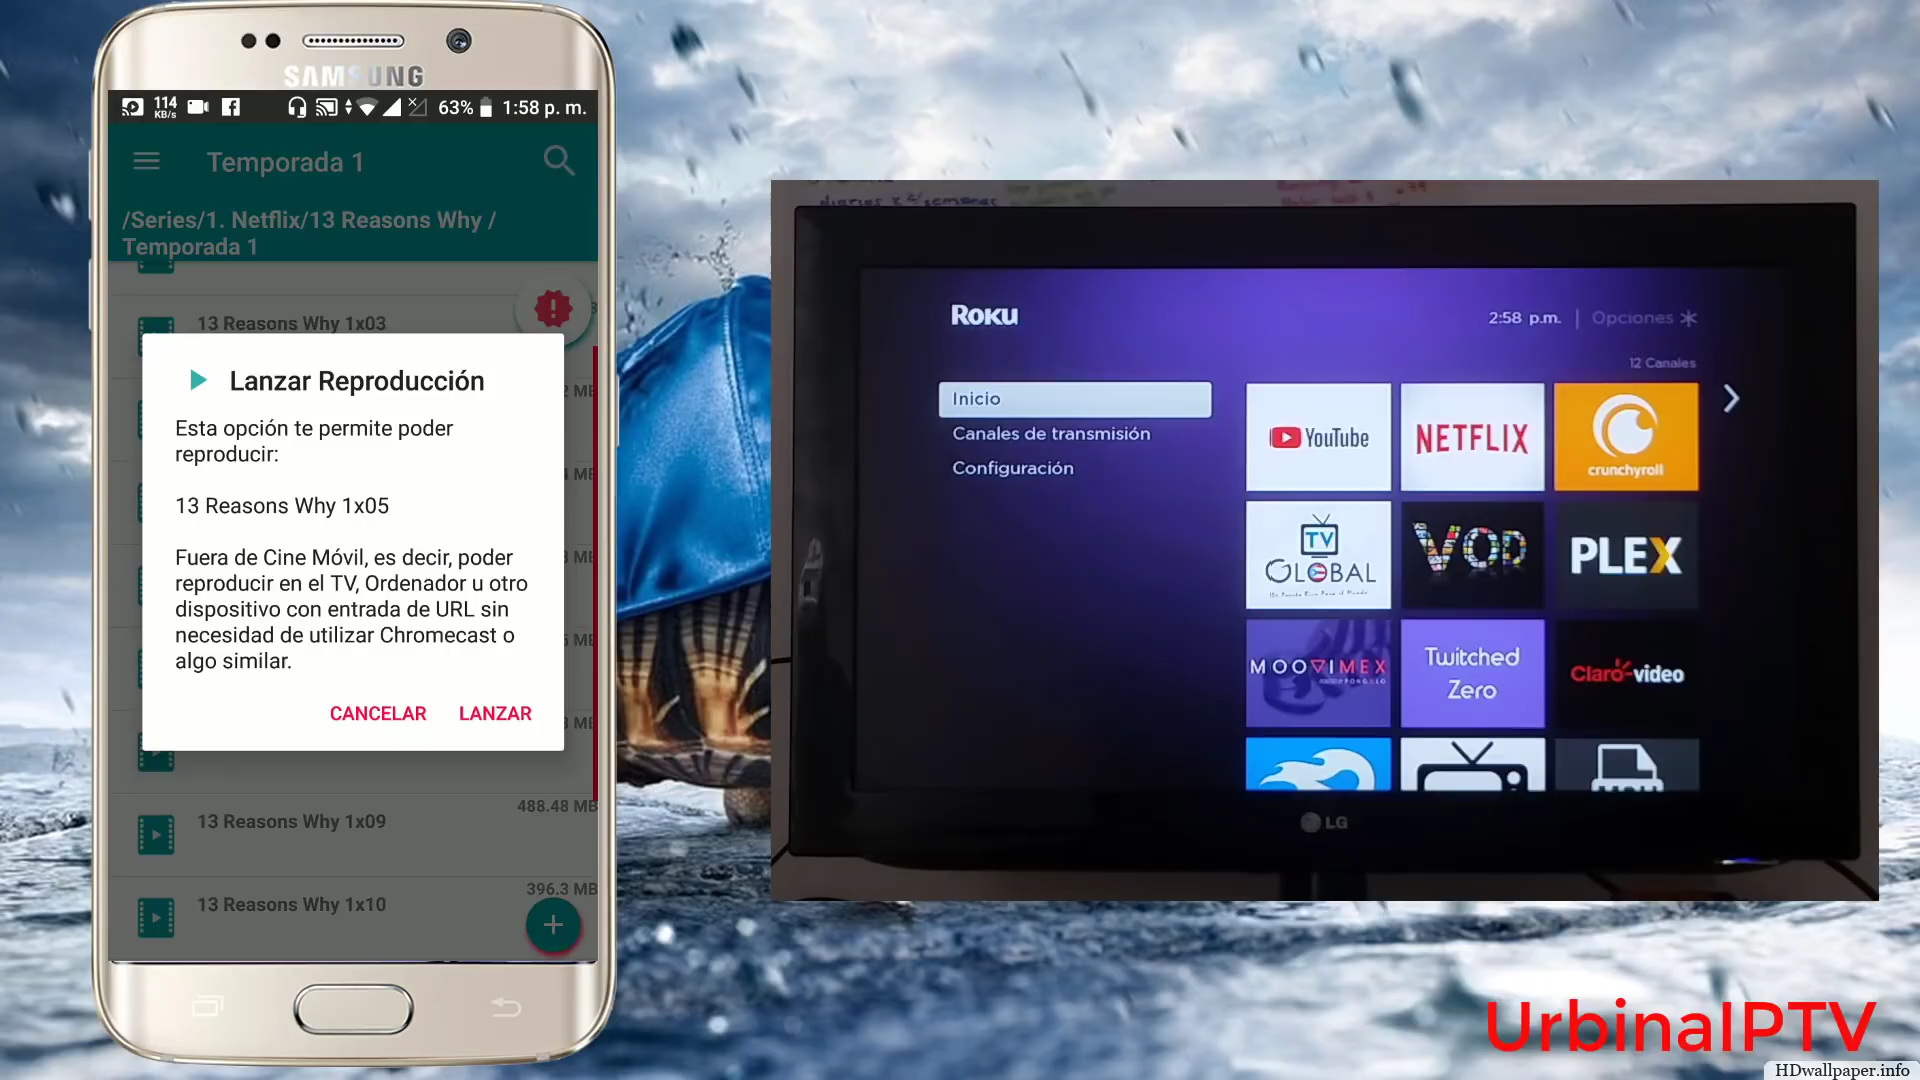 SAMSUNG
114
KB/s
63%
1:58 p. m.
Temporada 1
/Series/1. Netflix/13 Reasons Why /
Temporada 1
13 Reasons Why 1x03
Lanzar Reproducción
Esta opción te permite poder
reproducir:
13 Reasons Why 1x05
Fuera de Cine Móvil, es decir, poder
reproducir en el TV, Ordenador u otro
dispositivo con entrada de URL sin
necesidad de utilizar Chromecast o
algo similar.
CANCELAR
LANZAR
488.48 MB
13 Reasons Why 1x09
396.3 MB
13 Reasons Why 1x10
diarios x c/semanas
Roku
2:58 p.m. | Opciones
12 Canales
Inicio
Canales de transmisión
Configuración
YouTube
NETFLIX
crunchyroll
TV
GLOBAL
VOD
PLEX
MOOVIMEX
Twitched
Zero
Claro video
LG
UrbinaIPTV
HDwallpaper.info